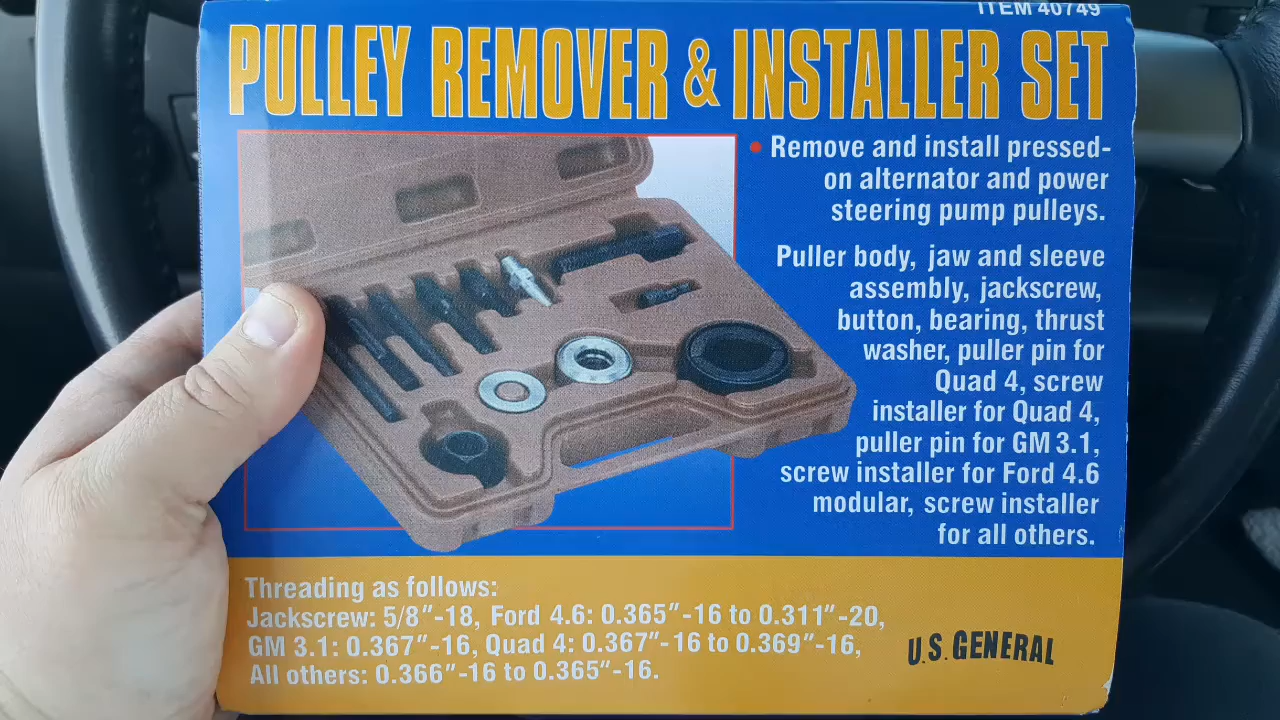 ITEM 40749
PULLEY REMOVER & INSTALLER SET
• Remove and install pressed-
on alternator and power
steering pump pulleys.
Puller body, jaw and sleeve
assembly, jackscrew,
button, bearing, thrust
washer, puller pin for
Quad 4, screw
installer for Quad 4,
puller pin for GM 3.1,
screw installer for Ford 4.6
modular, screw installer
for all others.
Threading as follows:
Jackscrew: 5/8"-18, Ford 4.6: 0.365"-16 to 0.311"-20,
GM 3.1: 0.367"-16, Quad 4: 0.367"-16 to 0.369"-16,
All others: 0.366"-16 to 0.365"-16.
U.S. GENERAL